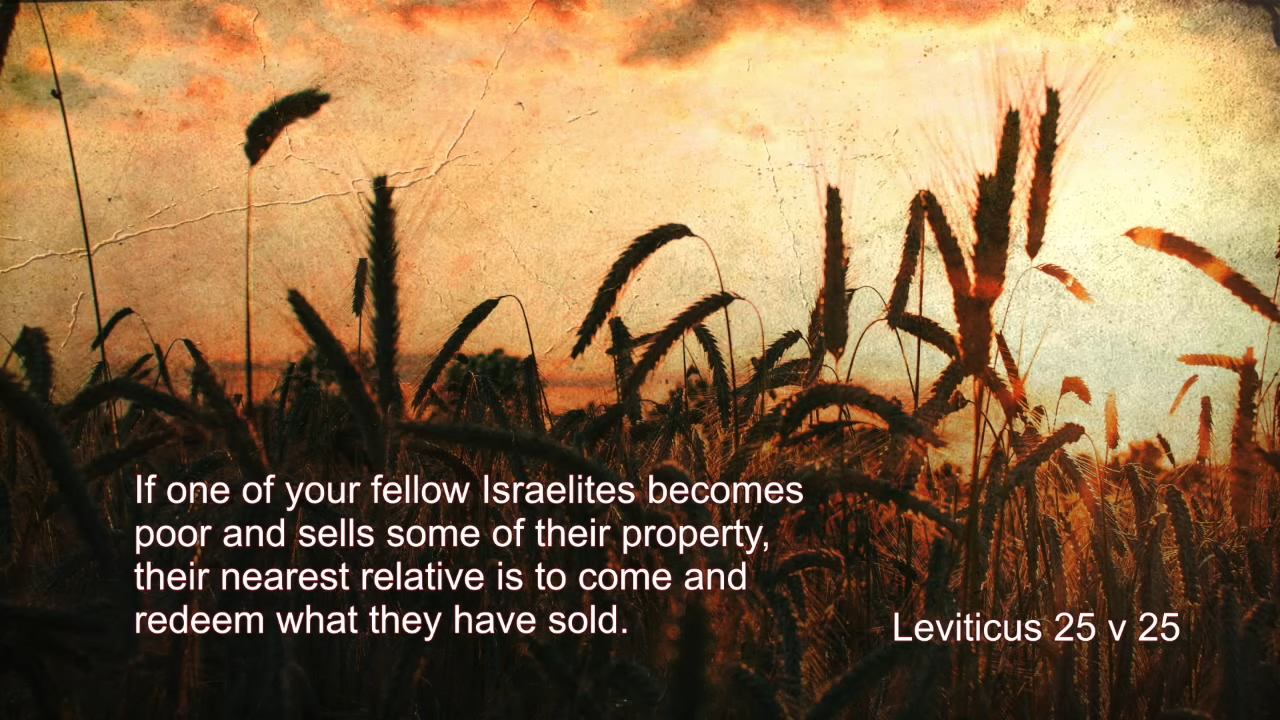 If one of your fellow Israelites becomes
poor and sells some of their property,
their nearest relative is to come and
redeem what they have sold.
Leviticus 25 v 25